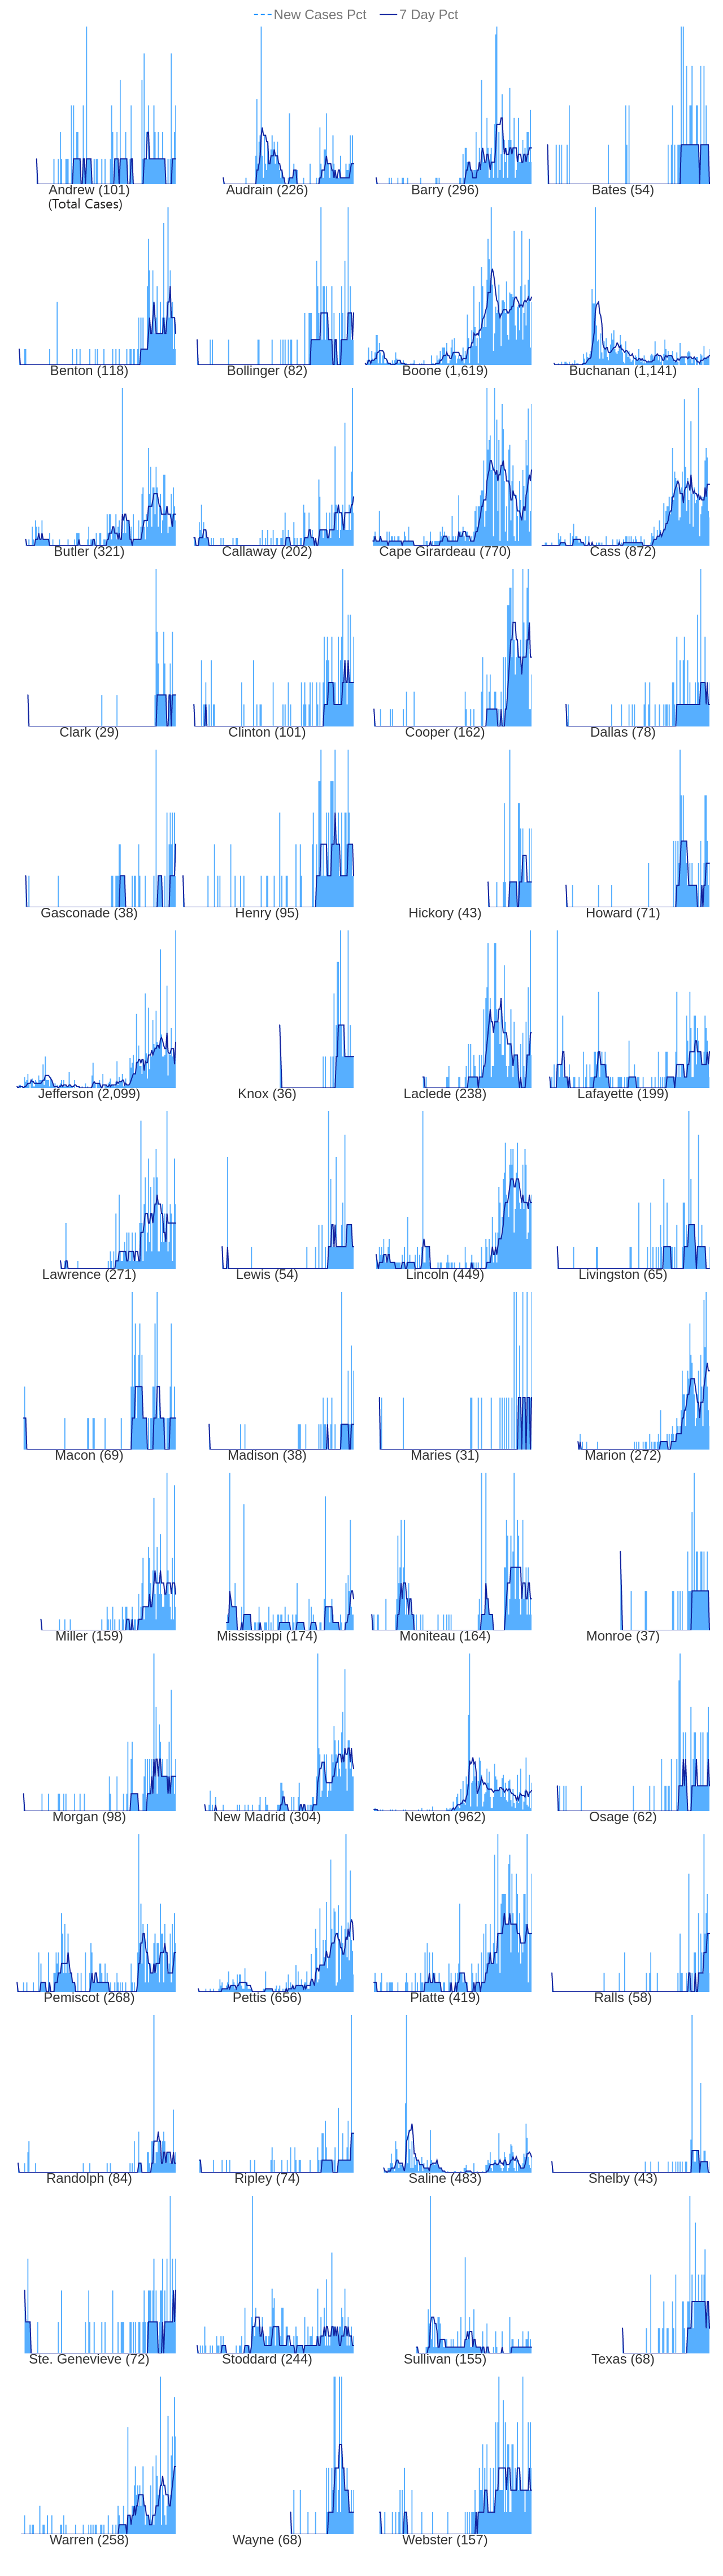 New Cases Pct 7 Day Pct
Andrew (101) Audrain (226) Barry (296) Bates (54)
(Total Cases)
Benton (118) Bollinger (82) Boone (1,619) Buchanan (1,141)
Butler (321) Callaway (202) Cape Girardeau (770) Cass (872)
Clark (29) Clinton (101) Cooper (162) Dallas (78)
Gasconade (38) Henry (95) Hickory (43) Howard (71)
Jefferson (2,099) Knox (36) Laclede (238) Lafayette (199)
Lawrence (271) Lewis (54) Lincoln (449) Livingston (65)
Macon (69) Madison (38) Maries (31) Marion (272)
Miller (159) Mississippi (174) Moniteau (164) Monroe (37)
Morgan (98) New Madrid (304) Newton (962) Osage (62)
Pemiscot (268) Pettis (656) Platte (419) Ralls (58)
Randolph (84) Ripley (74) Saline (483) Shelby (43)
Ste. Genevieve (72) Stoddard (244) Sullivan (155) Texas (68)
Warren (258) Wayne (68) Webster (157)